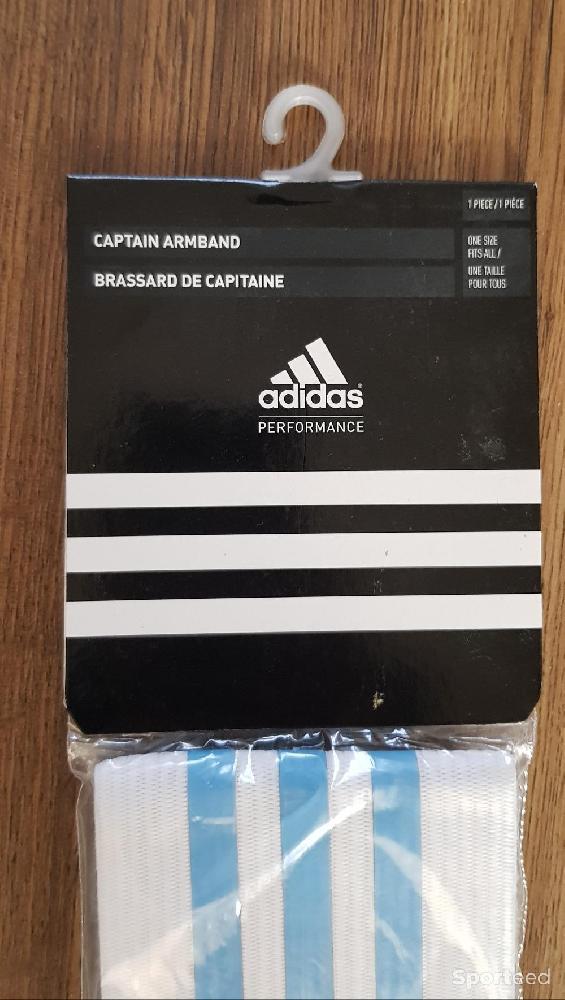 1 PIECE / 1 PIÉCE
CAPTAIN ARMBAND
ONE SIZE
FITS ALL /
BRASSARD DE CAPITAINE
UNE TAILLE
POUR TOUS
adidas®
PERFORMANCE
Sporteed